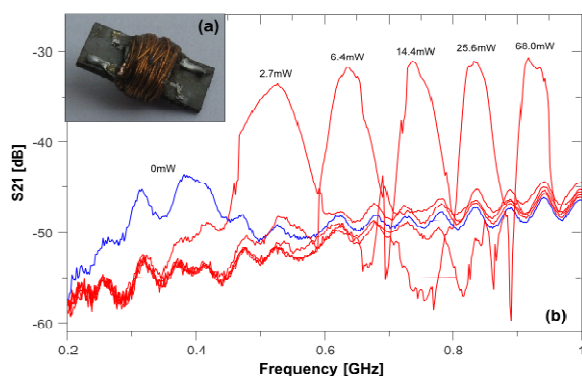 (a)
-30
-40
-50
-60
S21 [dB]
0mW
2.7mW
6.4mW
14.4mW
25.6mW
68.0mW
(b)
0.2
0.4
0.6
0.8
1
Frequency [GHz]